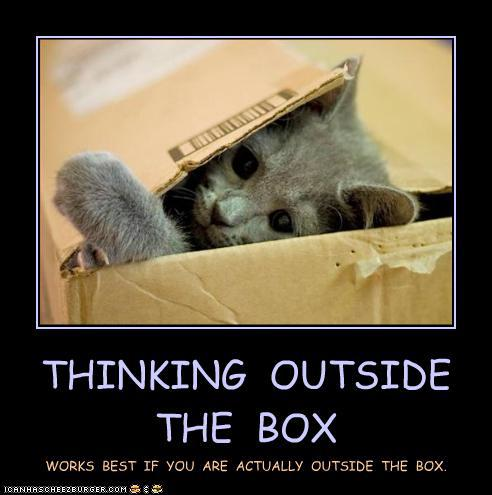 THINKING OUTSIDE
THE BOX
WORKS BEST IF YOU ARE ACTUALLY OUTSIDE THE BOX.
ICANHASCHEEZBURGER.COM